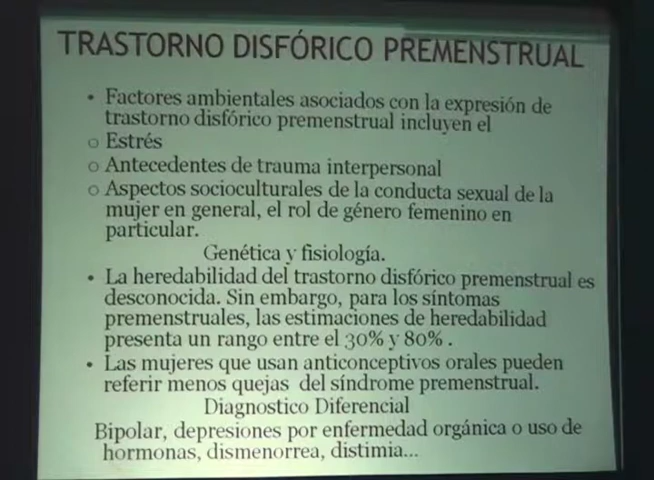 TRASTORNO DISFÓRICO PREMENSTRUAL
• Factores ambientales asociados con la expresión de
trastorno disfórico premenstrual incluyen el
o Estrés
o Antecedentes de trauma interpersonal
o Aspectos socioculturales de la conducta sexual de la
mujer en general, el rol de género femenino en
particular.
Genética y fisiología.
• La heredabilidad del trastorno disfórico premenstrual es
desconocida. Sin embargo, para los síntomas
premenstruales, las estimaciones de heredabilidad
presenta un rango entre el 30% y 80% .
• Las mujeres que usan anticonceptivos orales pueden
referir menos quejas del síndrome premenstrual.
Diagnostico Diferencial
Bipolar, depresiones por enfermedad orgánica o uso de
hormonas, dismenorrea, distimia...